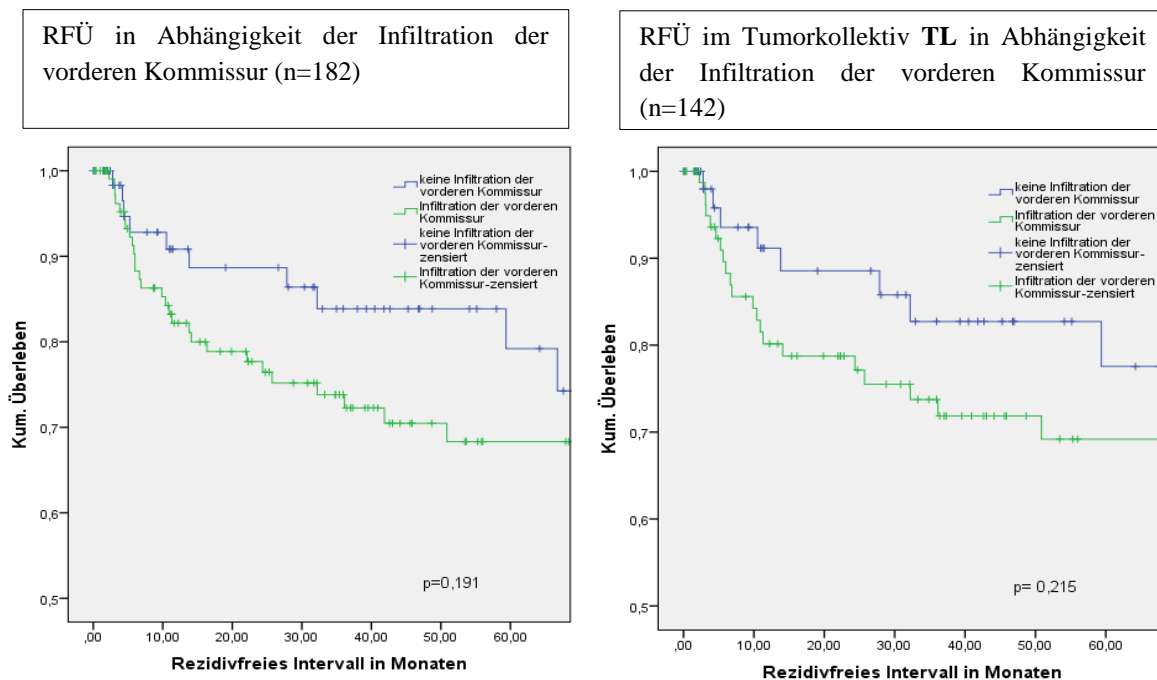 RFÜ in Abhängigkeit der Infiltration der
vorderen Kommissur (n=182)
1,0
0,9
0,8
0,7
0,6
0,5
Kum. Überleben
keine Infiltration der
vorderen Kommissur
Infiltration der vorderen
Kommissur
keine Infiltration der
vorderen Kommissur-
zensiert
Infiltration der vorderen
Kommissur-zensiert
p=0,191
,00
10,00
20,00
30,00
40,00
50,00
60,00
Rezidivfreies Intervall in Monaten
RFÜ im Tumorkollektiv TL in Abhängigkeit
der Infiltration der vorderen Kommissur
(n=142)
1,0
0,9
0,8
0,7
0,6
0,5
Kum. Überleben
keine Infiltration der
vorderen Kommissur
Infiltration der vorderen
Kommissur
keine Infiltration der
vorderen Kommissur-
zensiert
Infiltration der vorderen
Kommissur-zensiert
p= 0,215
,00
10,00
20,00
30,00
40,00
50,00
60,00
Rezidivfreies Intervall in Monaten